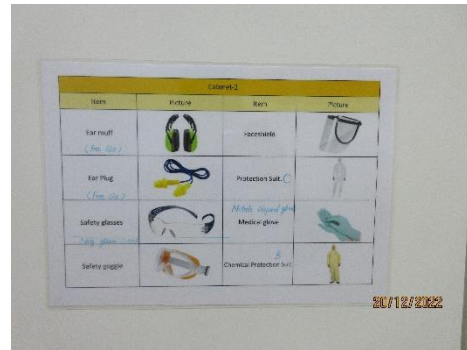 Cabinet-2
Item Picture Item Picture
Ear muff Faceshield
Ear Plug Protection Suit C
Safety glasses Medical glove
Safety goggle Chemical Protection Suit
B
20/12/2022